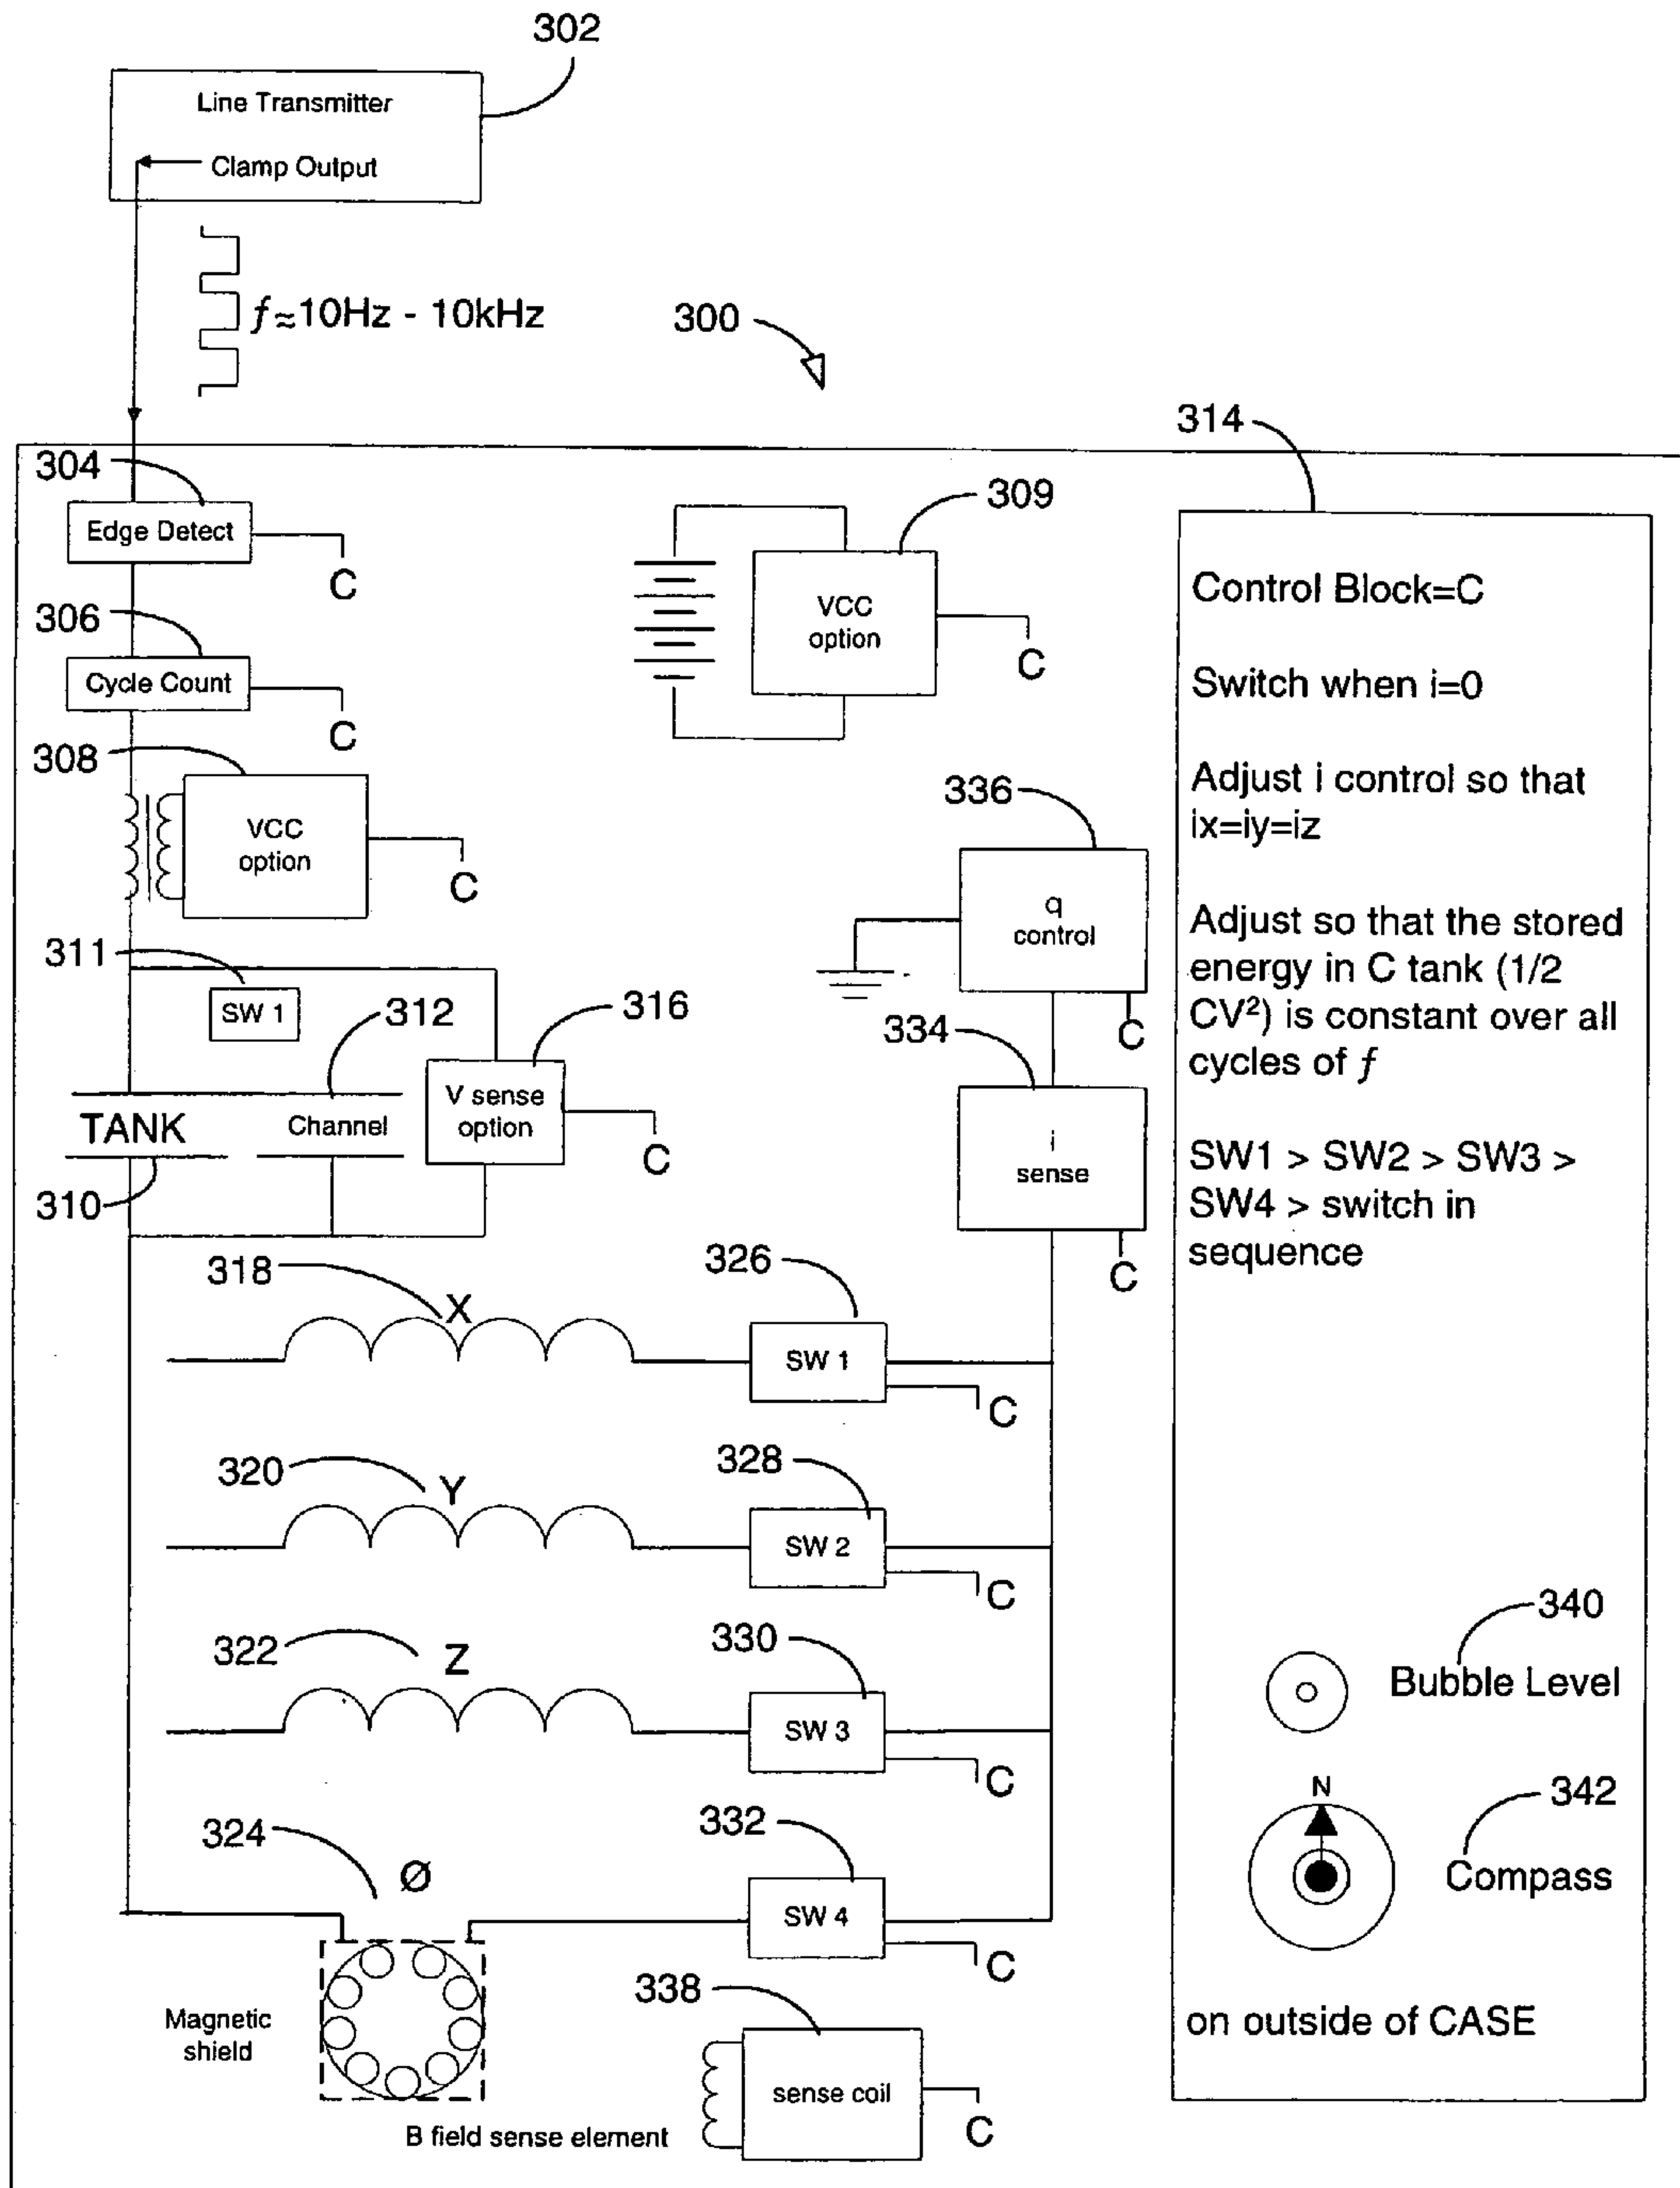 302
Line Transmitter
Clamp Output
f≈10Hz - 10kHz
300
314
304
Edge Detect
C
306
Cycle Count
C
308
VCC
option
C
309
VCC
option
C
311
SW 1
312
316
TANK
Channel
V sense
option
C
310
336
q
control
C
334
i
sense
C
318
X
326
SW 1
C
320
Y
328
SW 2
C
322
Z
330
SW 3
C
324
Ø
332
SW 4
C
Magnetic
shield
338
sense coil
C
B field sense element
Control Block=C
Switch when i=0
Adjust i control so that
ix=iy=iz
Adjust so that the stored
energy in C tank (1/2
CV²) is constant over all
cycles of f
SW1 > SW2 > SW3 >
SW4 > switch in
sequence
340
Bubble Level
N
342
Compass
on outside of CASE